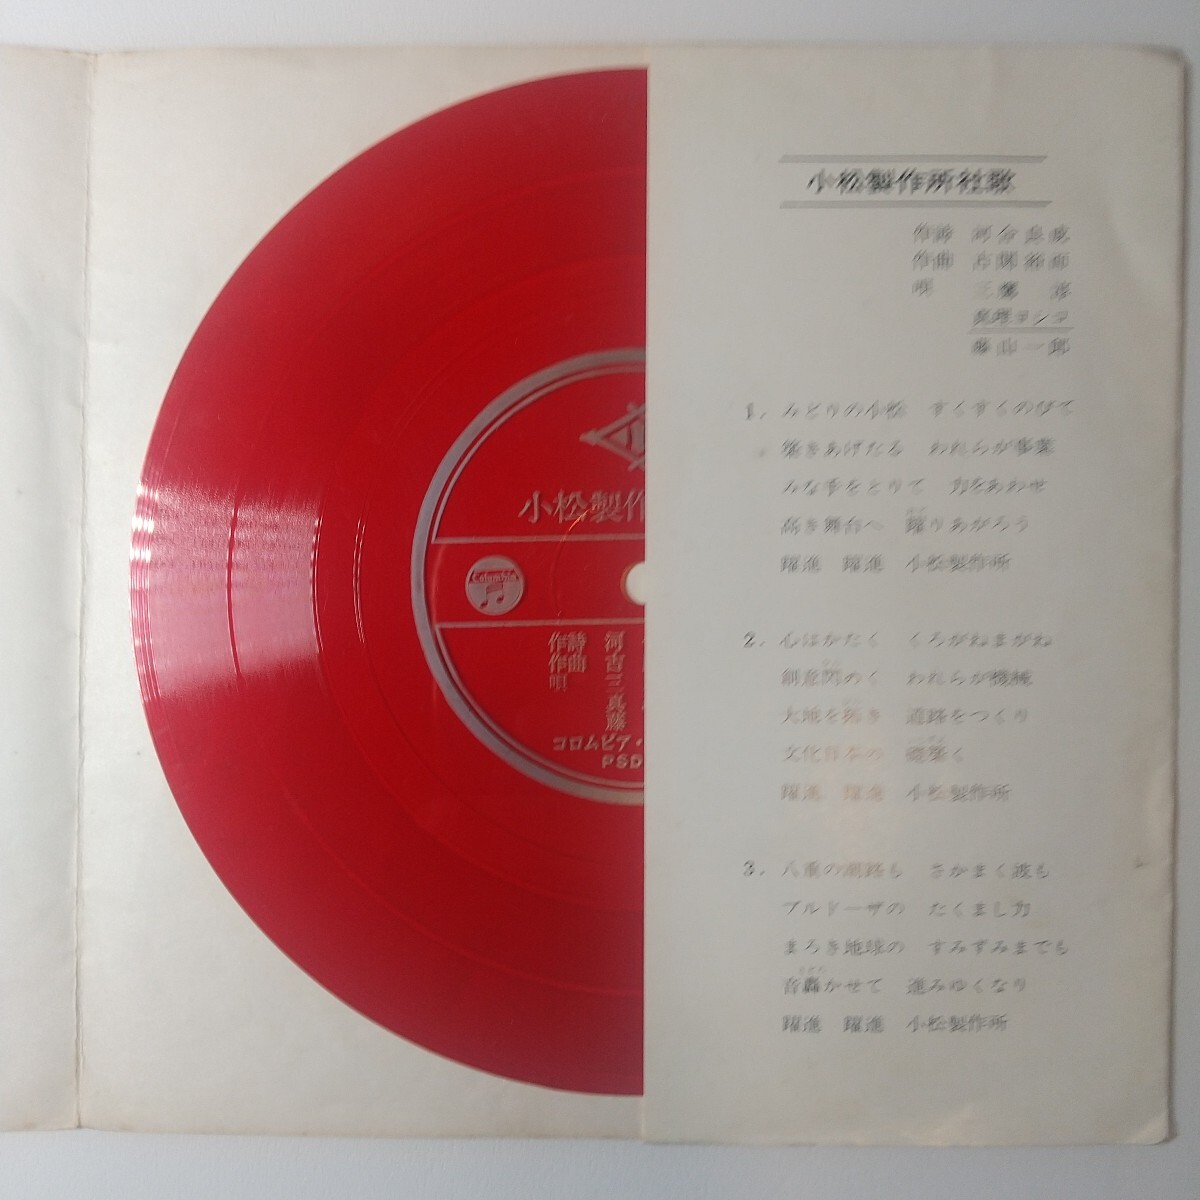 小松製作
Columbia
作詩 河
作曲 古
唄 三
真
藤
コロムビア・
PSD
小松製作所社歌
作詩 河合良成
作曲 古関裕而
唄 三鷹 淳
真理ヨシコ
藤山一郎
1. みどりの小松 すくすくのびて
築きあげたる われらが事業
みな手をとりて 力をあわせ
高き舞台へ 躍りあがろう
躍進 躍進 小松製作所
2. 心はかたく くろがねまがね
創意閃めく われらが機械
大地を拓き 道路をつくり
文化日本の 礎築く
躍進 躍進 小松製作所
3. 八重の潮路も さかまく波も
ブルドーザの たくまし力
まろき地球の すみずみまでも
音轟かせて 進みゆくなり
躍進 躍進 小松製作所